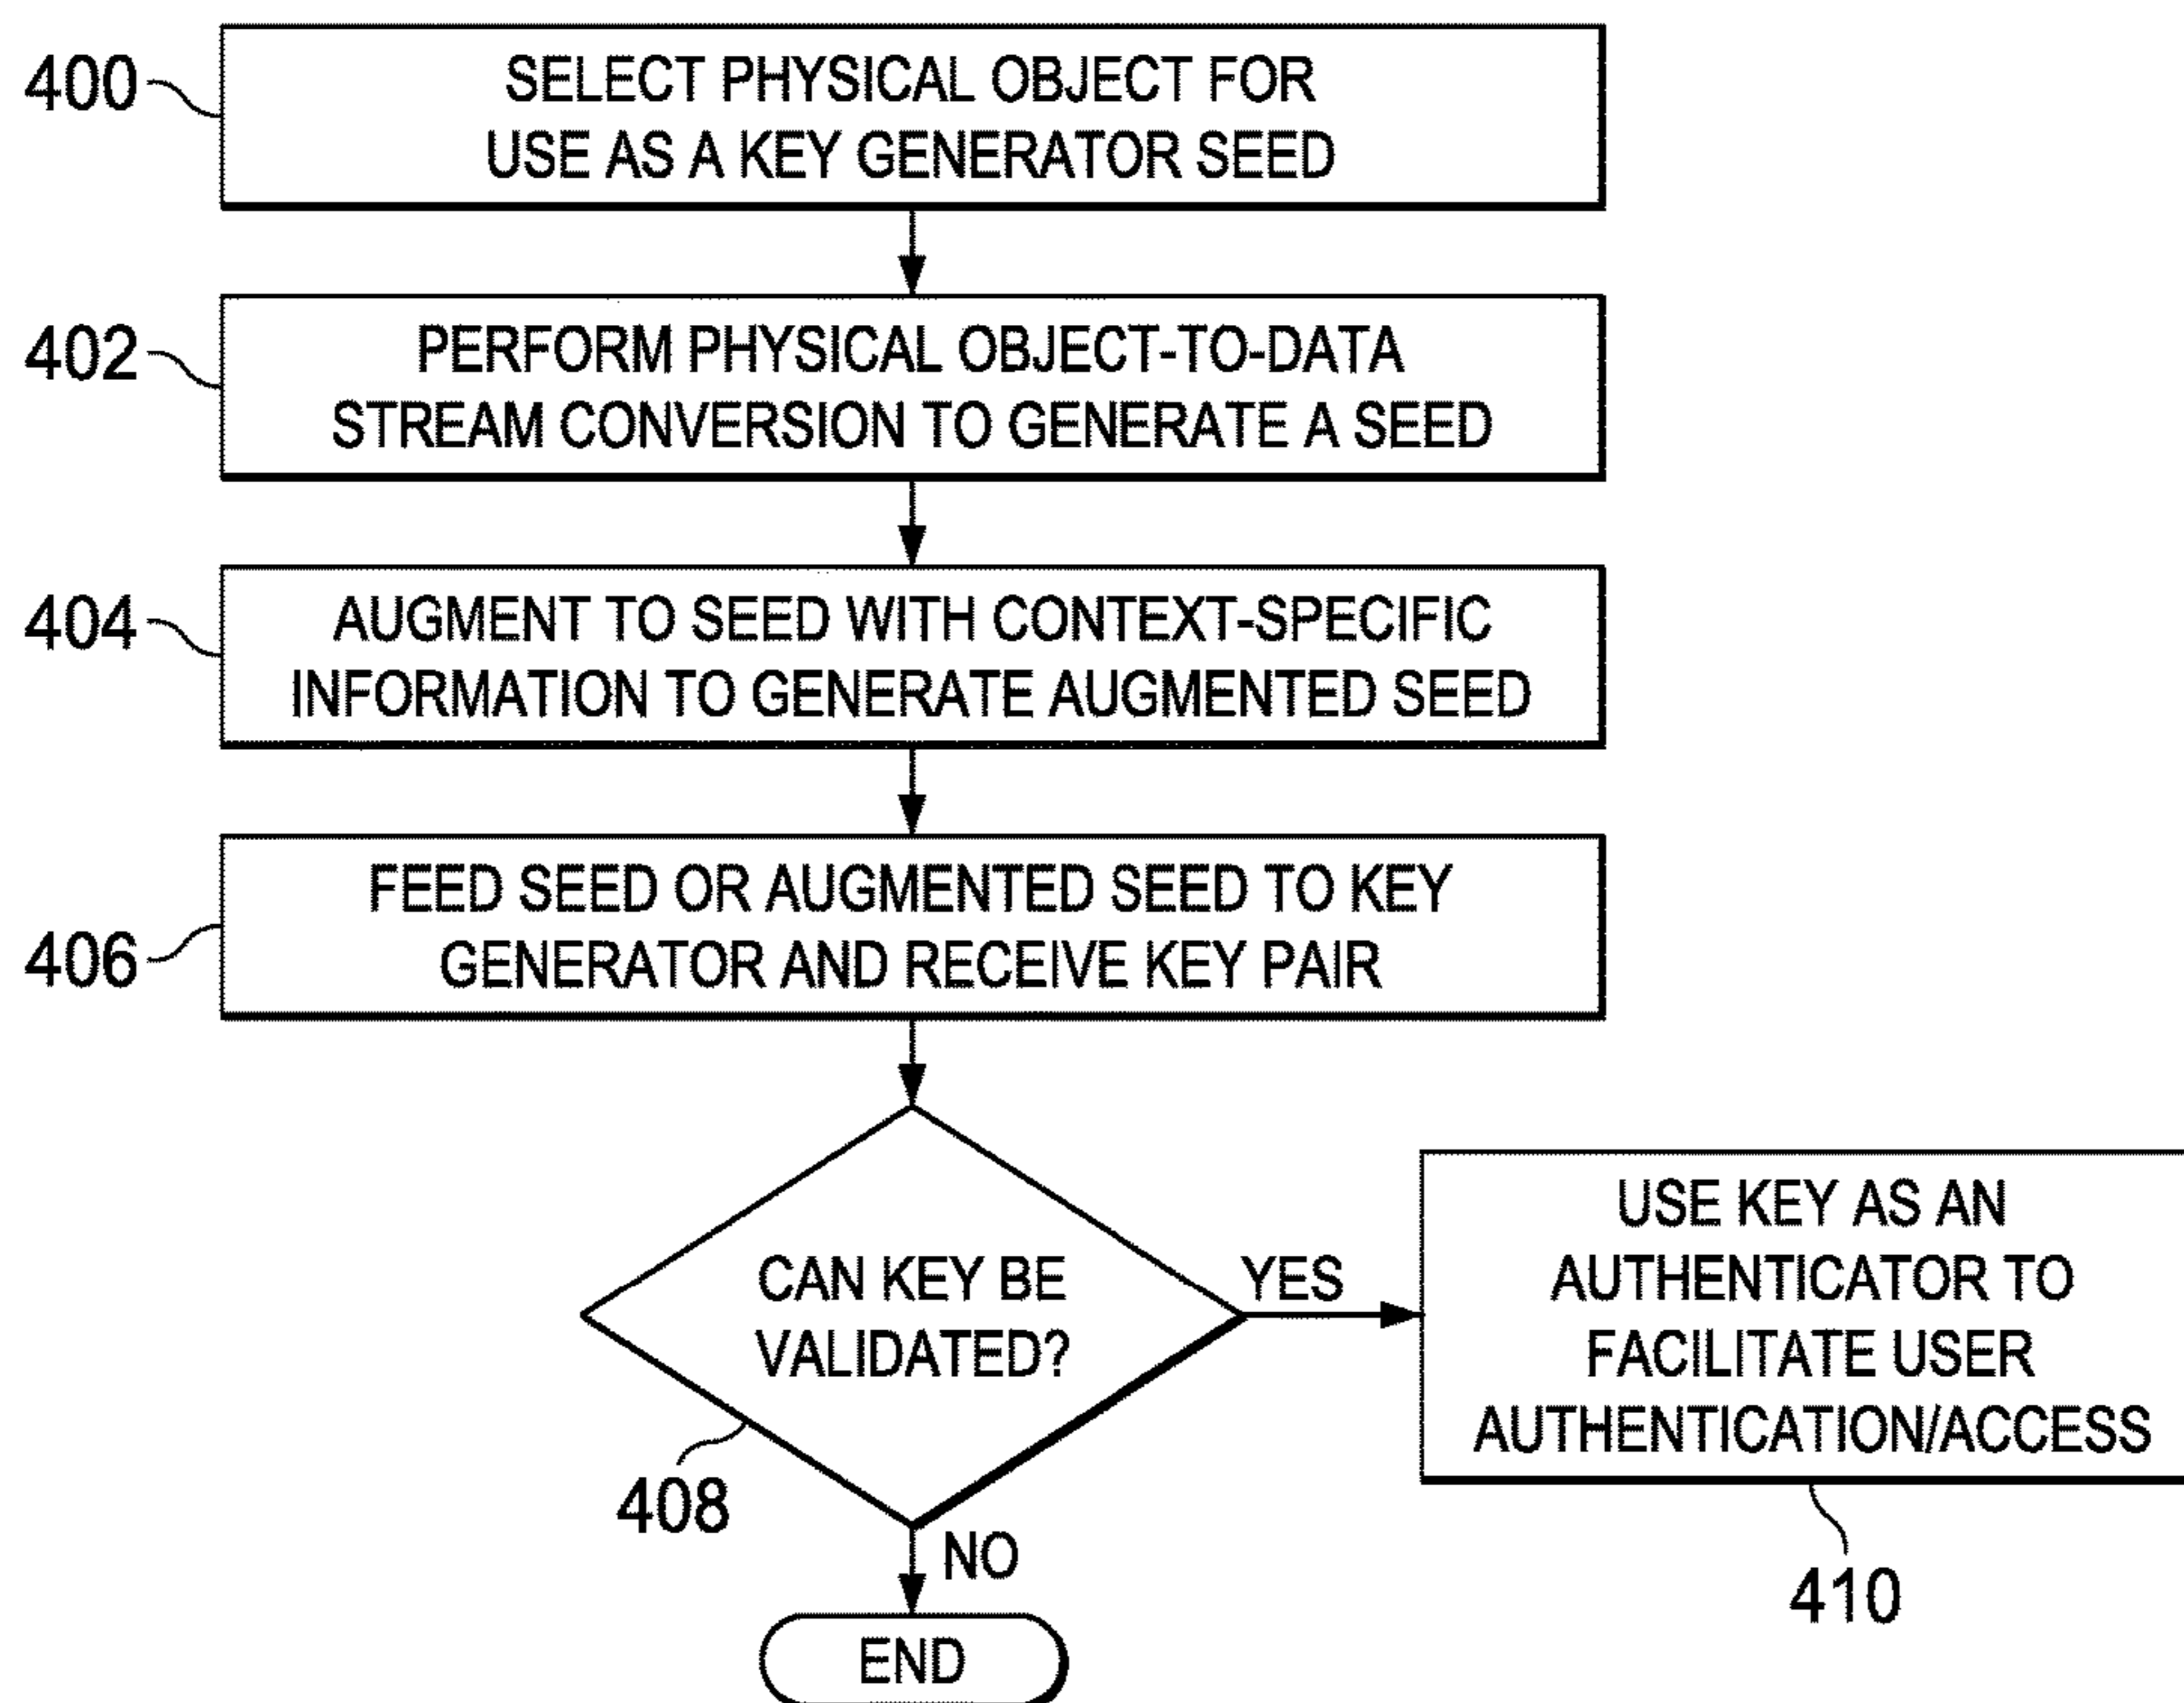 400
SELECT PHYSICAL OBJECT FOR
USE AS A KEY GENERATOR SEED
402
PERFORM PHYSICAL OBJECT-TO-DATA
STREAM CONVERSION TO GENERATE A SEED
404
AUGMENT TO SEED WITH CONTEXT-SPECIFIC
INFORMATION TO GENERATE AUGMENTED SEED
406
FEED SEED OR AUGMENTED SEED TO KEY
GENERATOR AND RECEIVE KEY PAIR
CAN KEY BE
VALIDATED?
408
YES
USE KEY AS AN
AUTHENTICATOR TO
FACILITATE USER
AUTHENTICATION/ACCESS
410
NO
END